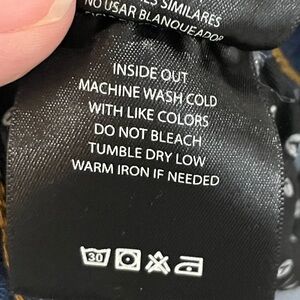 SIMILARES
NO USAR BLANQUEADOR
INSIDE OUT
MACHINE WASH COLD
WITH LIKE COLORS
DO NOT BLEACH
TUMBLE DRY LOW
WARM IRON IF NEEDED
30